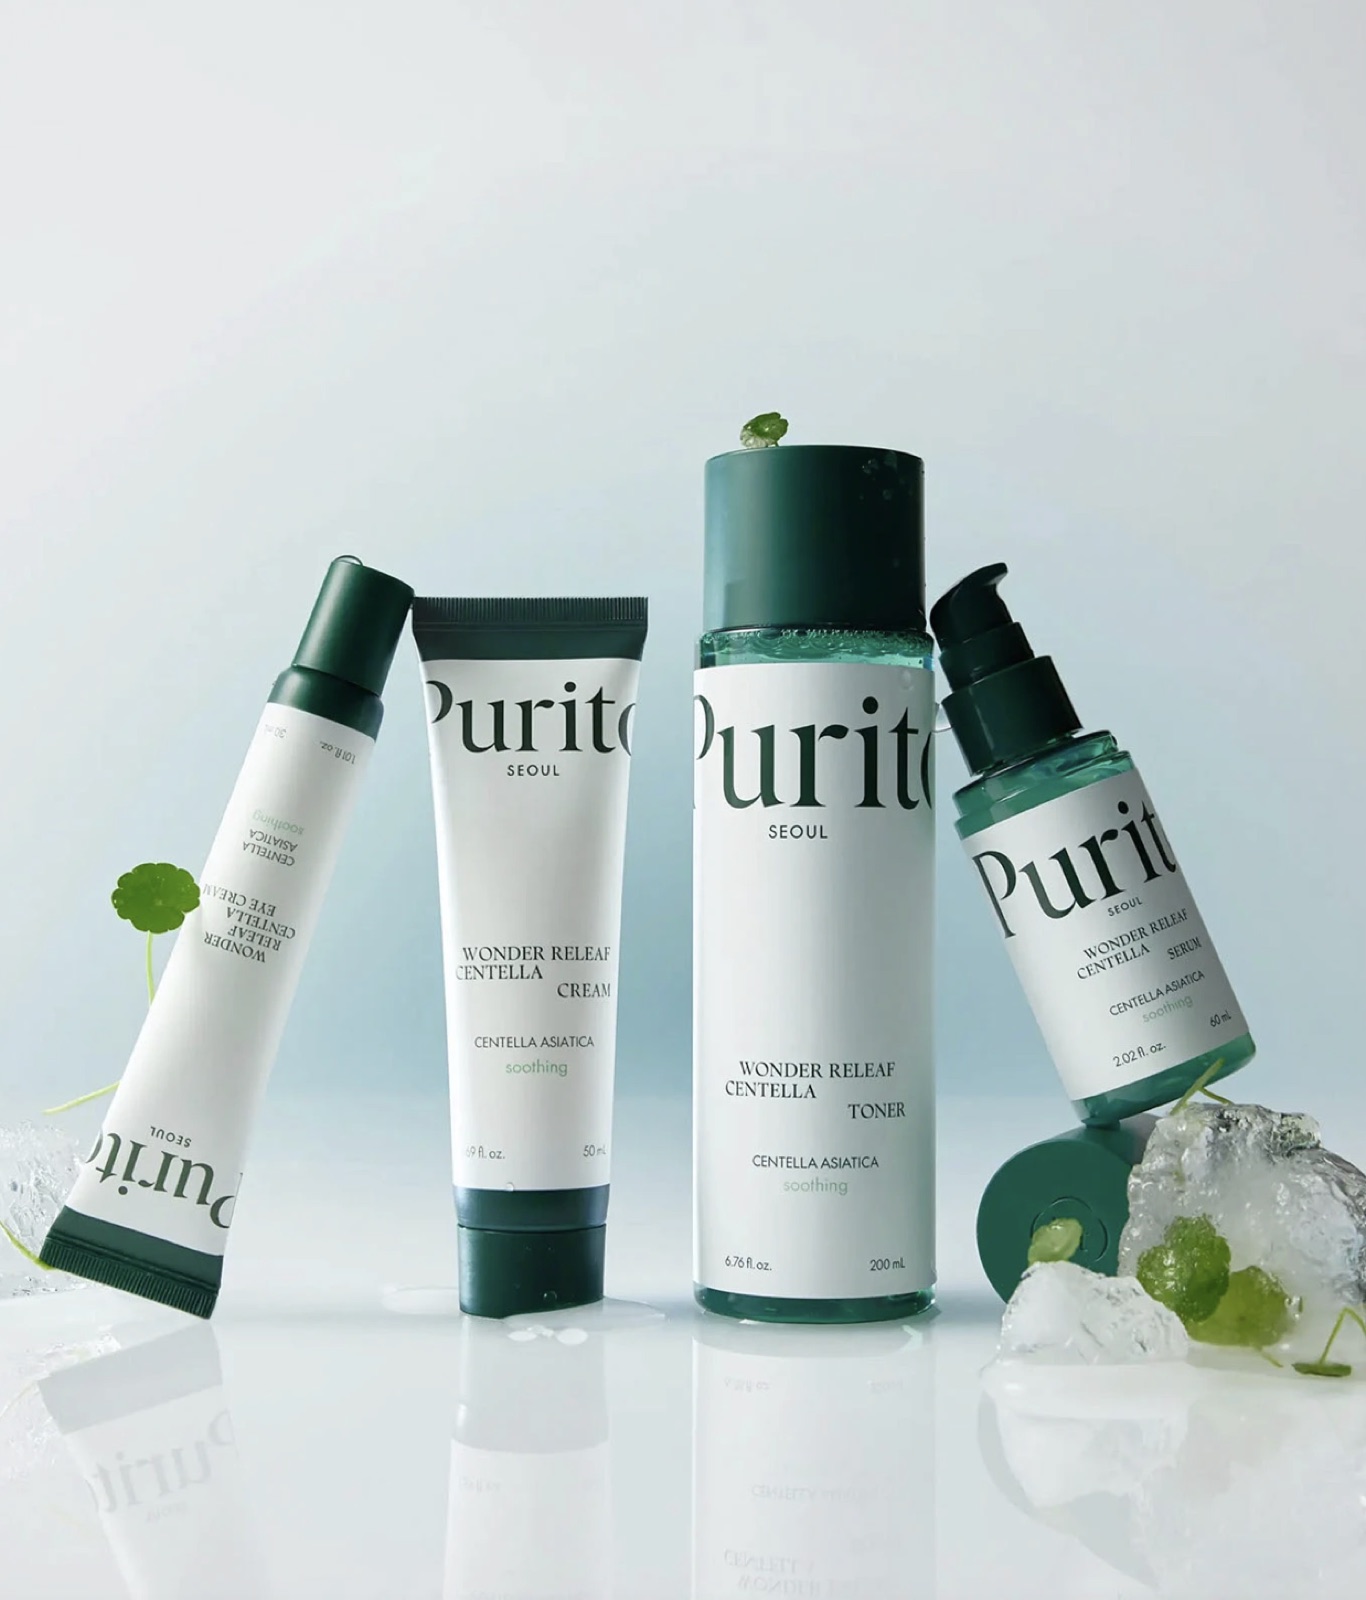 Purito
SEOUL
WONDER
RELEAF
CENTELLA
EYE CREAM
CENTELLA
ASIATICA
soothing
1.01 fl. oz.
30 mL
Purito
SEOUL
WONDER RELEAF
CENTELLA
CREAM
CENTELLA ASIATICA
soothing
.69 fl. oz. 50 mL
Purito
SEOUL
WONDER RELEAF
CENTELLA
TONER
CENTELLA ASIATICA
soothing
6.76 fl. oz. 200 mL
Purito
SEOUL
WONDER RELEAF
CENTELLA SERUM
CENTELLA ASIATICA
soothing
2.02 fl. oz. 60 mL